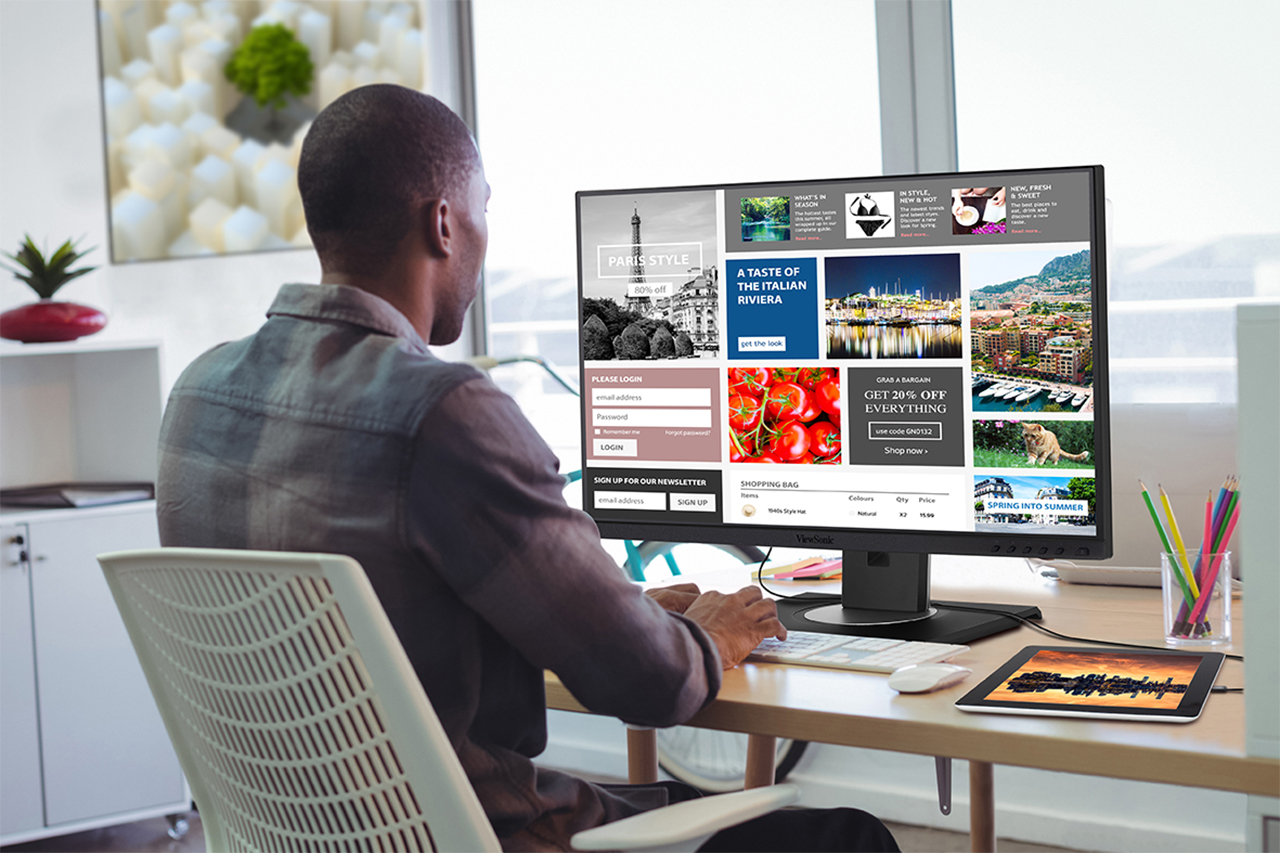 WHAT'S IN
SEASON
The hottest tastes
this summer, all
wrapped up in our
complete guide.
Read more...
IN STYLE,
NEW & HOT
The newest trends
and latest styles.
Discover a new
look for Spring.
Read more...
NEW, FRESH
& SWEET
The best places to
eat, drink and
discover a new
taste.
Read more...
PARIS STYLE
80% off
A TASTE OF
THE ITALIAN
RIVIERA
get the look
PLEASE LOGIN
email address
Password
Remember me
Forgot password?
LOGIN
GRAB A BARGAIN
GET 20% OFF
EVERYTHING
use code GN0132
Shop now >
SIGN UP FOR OUR NEWSLETTER
email address
SIGN UP
SHOPPING BAG
Items Colours Qty Price
1940s Style Hat Natural X2 15.99
SPRING INTO SUMMER
ViewSonic